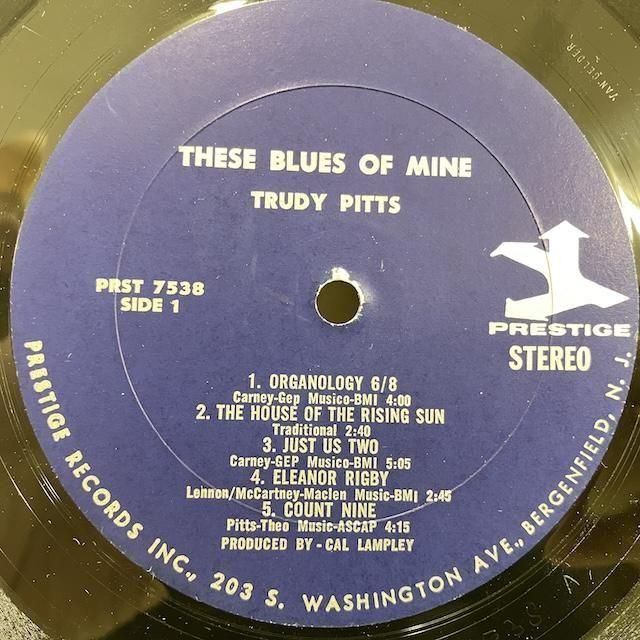 VAN GELDER
THESE BLUES OF MINE
TRUDY PITTS
PRST 7538
SIDE 1
PRESTIGE
STEREO
1. ORGANOLOGY 6/8
Carney-Gep Musico-BMI 4:00
2. THE HOUSE OF THE RISING SUN
Traditional 2:40
3. JUST US TWO
Carney-GEP Musico-BMI 5:05
4. ELEANOR RIGBY
Lennon/McCartney-Maclen Music-BMI 2:45
5. COUNT NINE
Pitts-Theo Music-ASCAP 4:15
PRODUCED BY - CAL LAMPLEY
PRESTIGE RECORDS INC., 203 S. WASHINGTON AVE., BERGENFIELD, N. J.